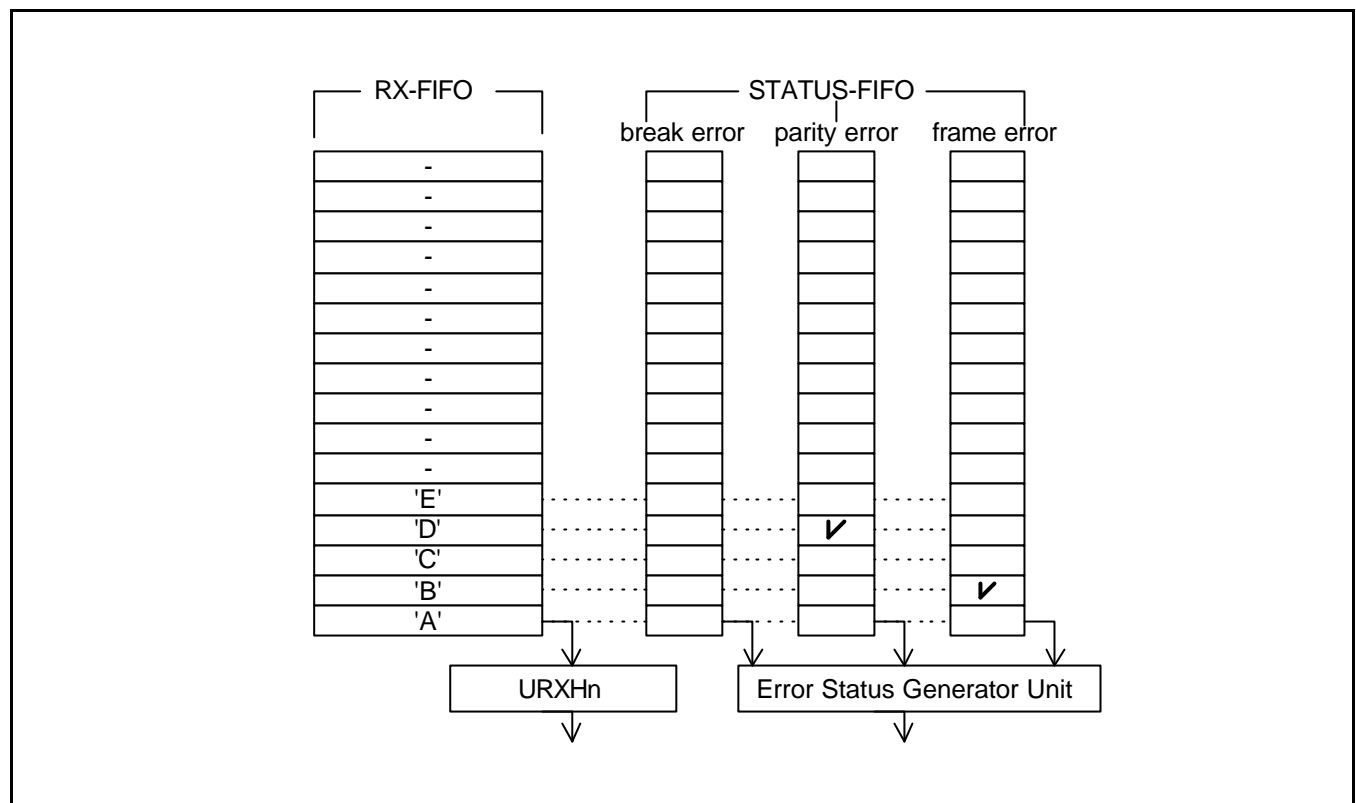 RX-FIFO STATUS-FIFO
break error parity error frame error
-
-
-
-
-
-
-
-
-
-
-
'E'
'D'
'C'
'B'
'A'
URXHn Error Status Generator Unit